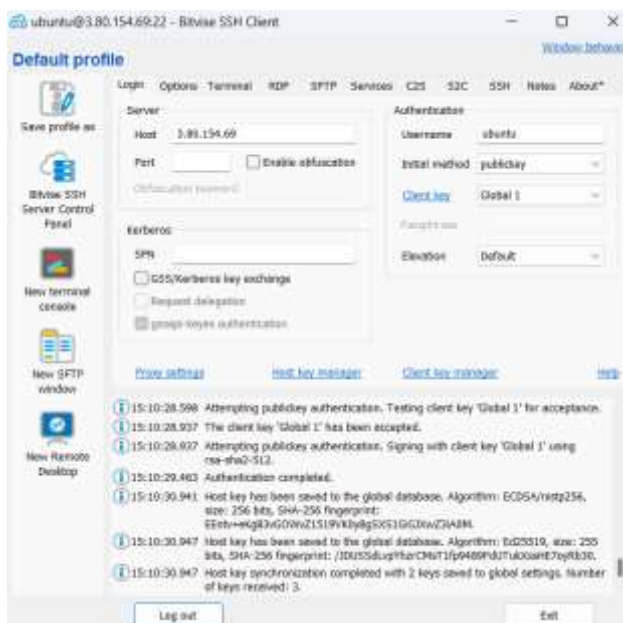 ubuntu@3.80.154.69:22 - Bitvise SSH Client
Default profile
Window behavior
Login Options Terminal RDP SFTP Services C2S S2C SSH Notes About*
Save profile as
Bitvise SSH Server Control Panel
New terminal console
New SFTP window
New Remote Desktop
Server
Host 3.80.154.69
Port Enable obfuscation
Obfuscation keyword
Kerberos
SPN
GSS/Kerberos key exchange
Request delegation
gssapi-keyex authentication
Authentication
Username ubuntu
Initial method publickey
Client key Global 1
Passphrase
Elevation Default
Proxy settings Host key manager Client key manager Help
15:10:28.598 Attempting publickey authentication. Testing client key 'Global 1' for acceptance.
15:10:28.937 The client key 'Global 1' has been accepted.
15:10:28.937 Attempting publickey authentication. Signing with client key 'Global 1' using
rsa-sha2-512.
15:10:29.463 Authentication completed.
15:10:30.941 Host key has been saved to the global database. Algorithm: ECDSA/nistp256,
size: 256 bits, SHA-256 fingerprint:
15:10:30.947 Host key has been saved to the global database. Algorithm: Ed25519, size: 255
bits, SHA-256 fingerprint:
15:10:30.947 Host key synchronization completed with 2 keys saved to global settings. Number
of keys received: 3.
Log out Exit